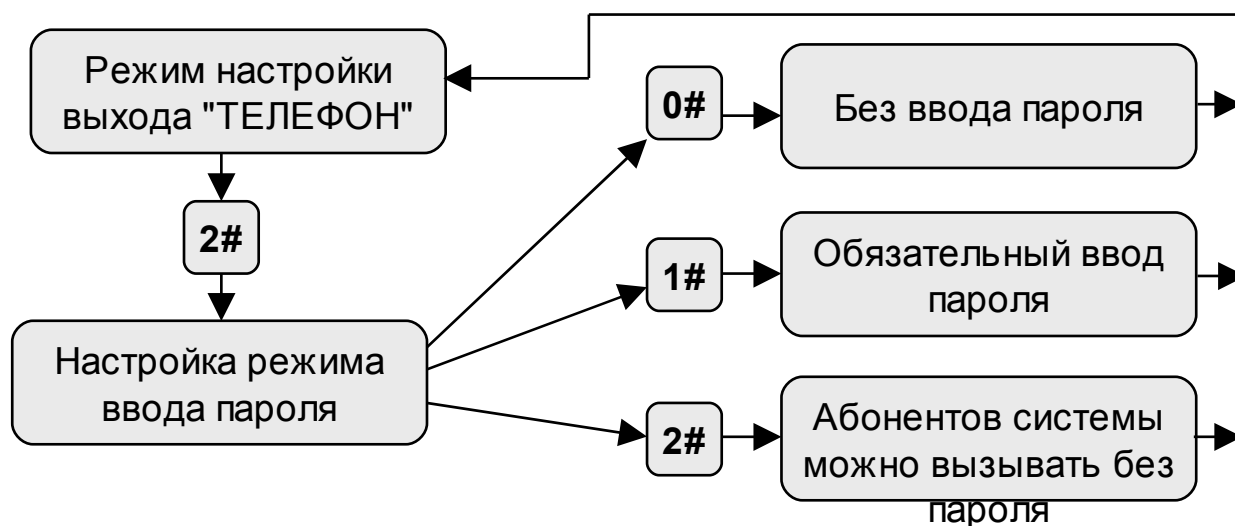 Режим настройки
выхода "ТЕЛЕФОН"
2#
Настройка режима
ввода пароля
0#
Без ввода пароля
1#
Обязательный ввод
пароля
2#
Абонентов системы
можно вызывать без
пароля